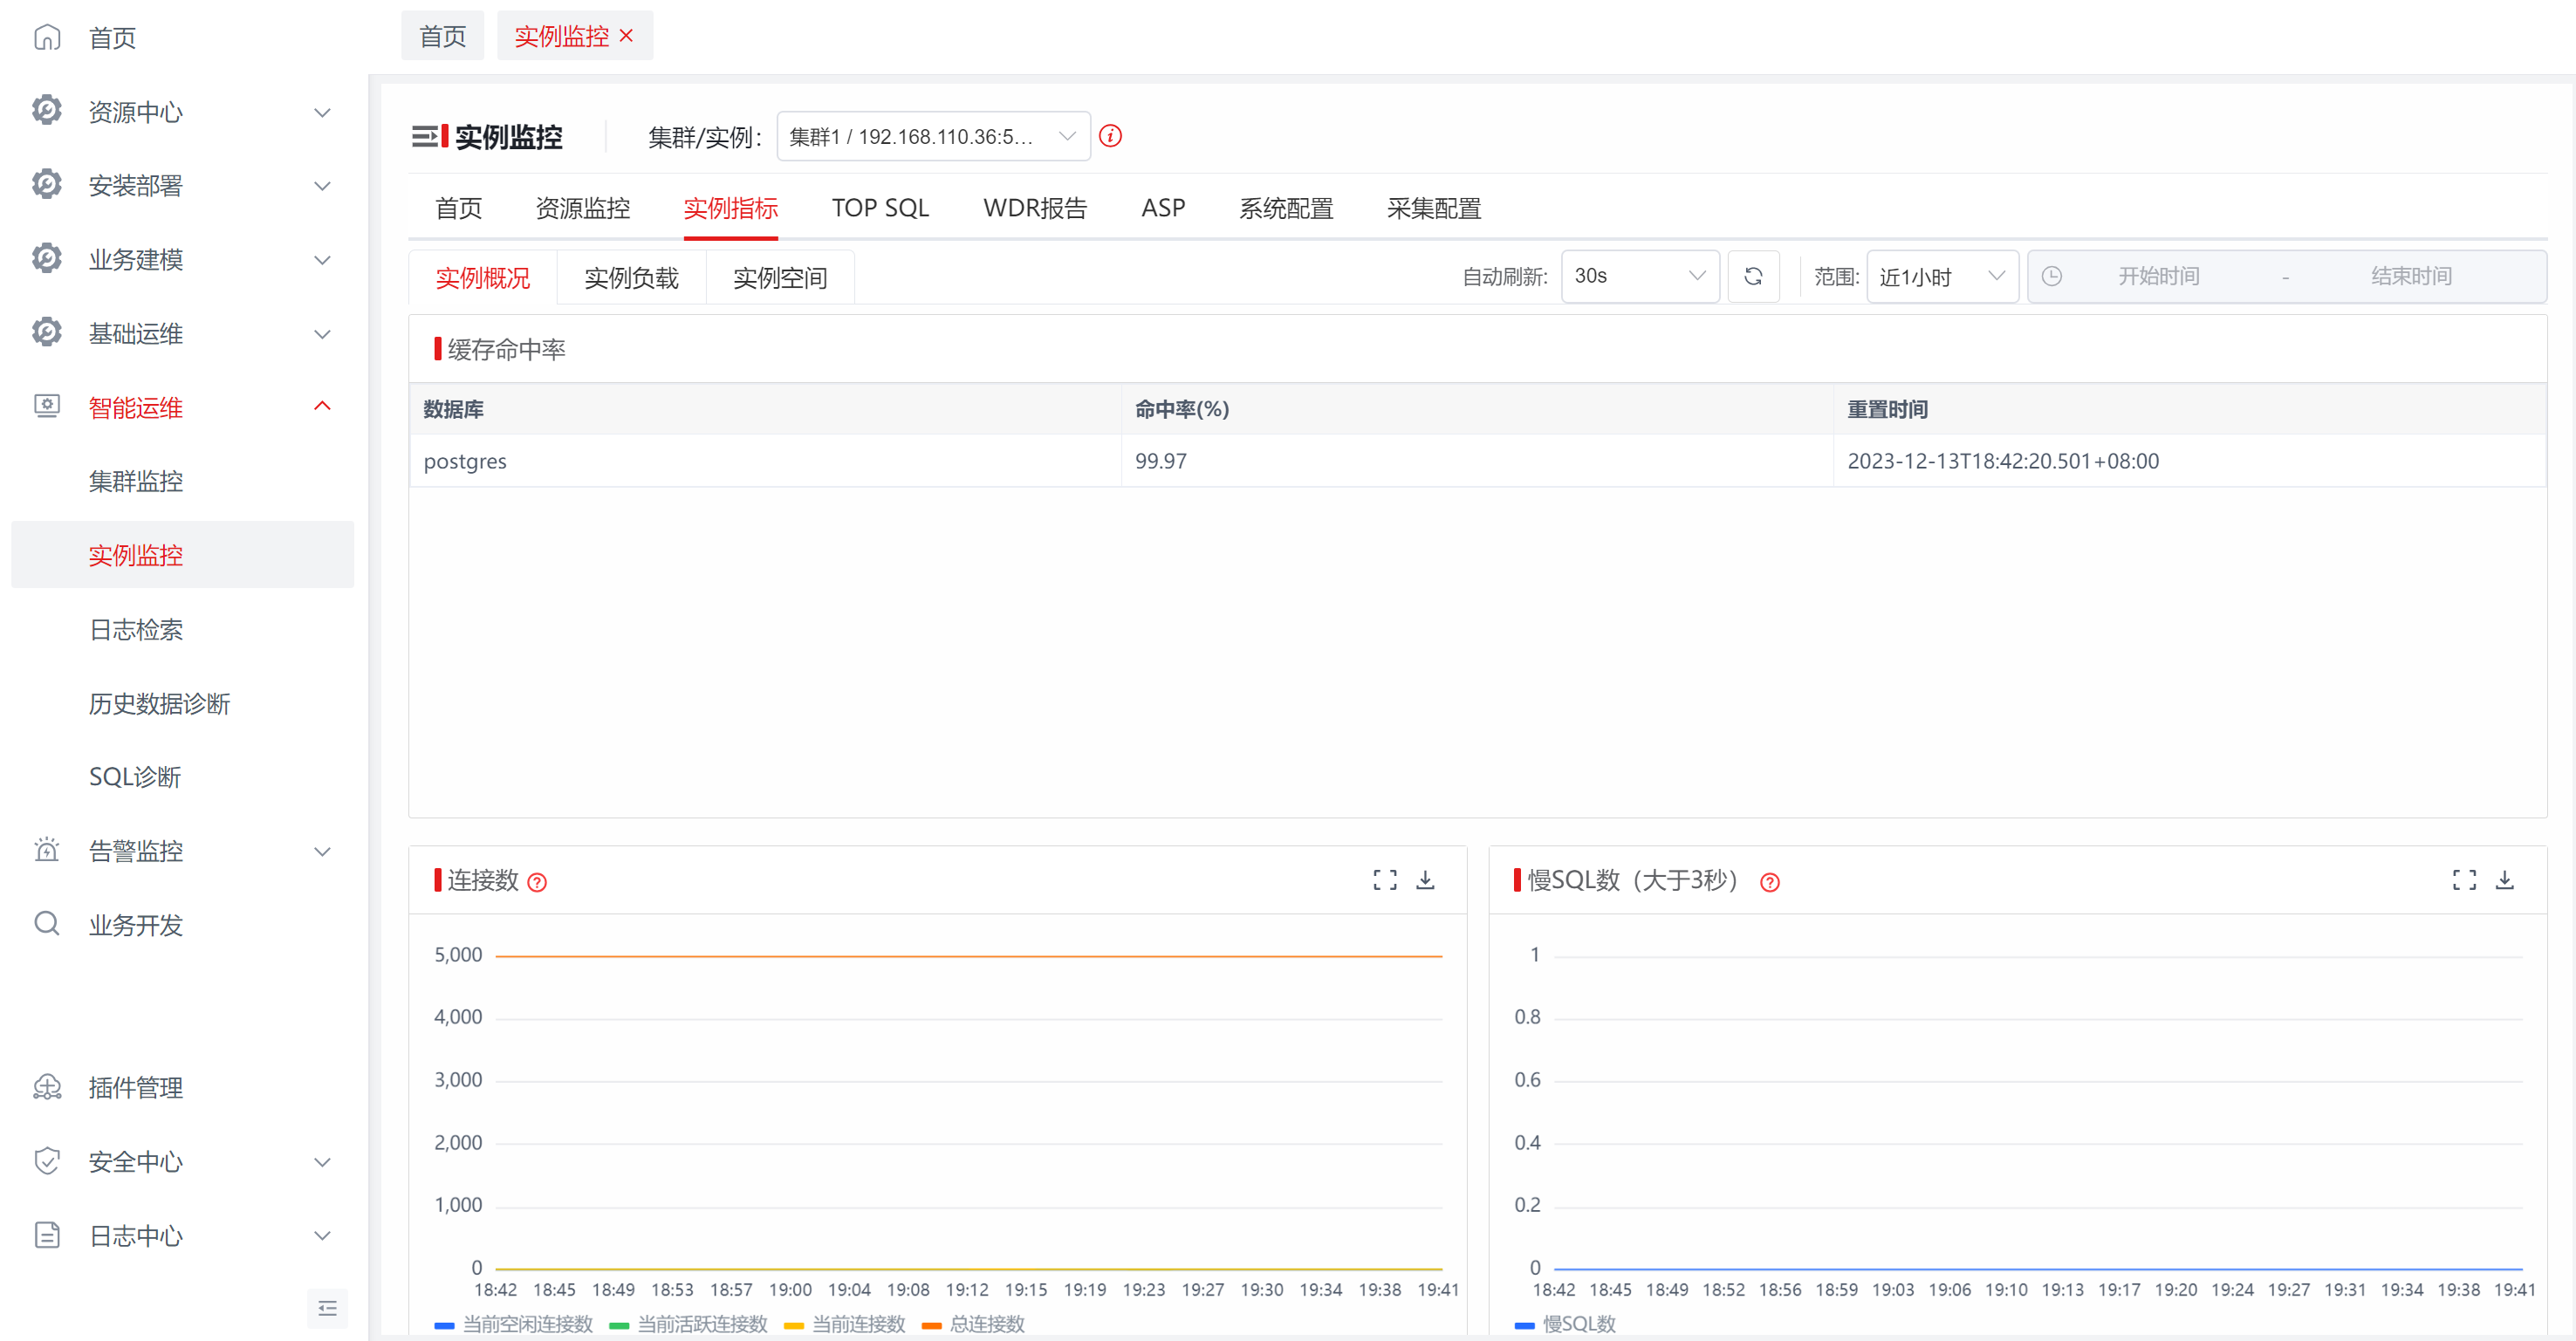 首页
资源中心
安装部署
业务建模
基础运维
智能运维
集群监控
实例监控
日志检索
历史数据诊断
SQL诊断
告警监控
业务开发
插件管理
安全中心
日志中心
首页 实例监控
实例监控 集群/实例: 集群1 / 192.168.110.36:5...
首页 资源监控 实例指标 TOP SQL WDR报告 ASP 系统配置 采集配置
实例概况 实例负载 实例空间 自动刷新: 30s 范围: 近1小时 开始时间 - 结束时间
缓存命中率
数据库 命中率(%) 重置时间
postgres 99.97 2023-12-13T18:42:20.501+08:00
连接数
5,000
4,000
3,000
2,000
1,000
0
18:42 18:45 18:49 18:53 18:57 19:00 19:04 19:08 19:12 19:15 19:19 19:23 19:27 19:30 19:34 19:38 19:41
当前空闲连接数 当前活跃连接数 当前连接数 总连接数
慢SQL数（大于3秒）
1
0.8
0.6
0.4
0.2
0
18:42 18:45 18:49 18:52 18:56 18:59 19:03 19:06 19:10 19:13 19:17 19:20 19:24 19:27 19:31 19:34 19:38 19:41
慢SQL数